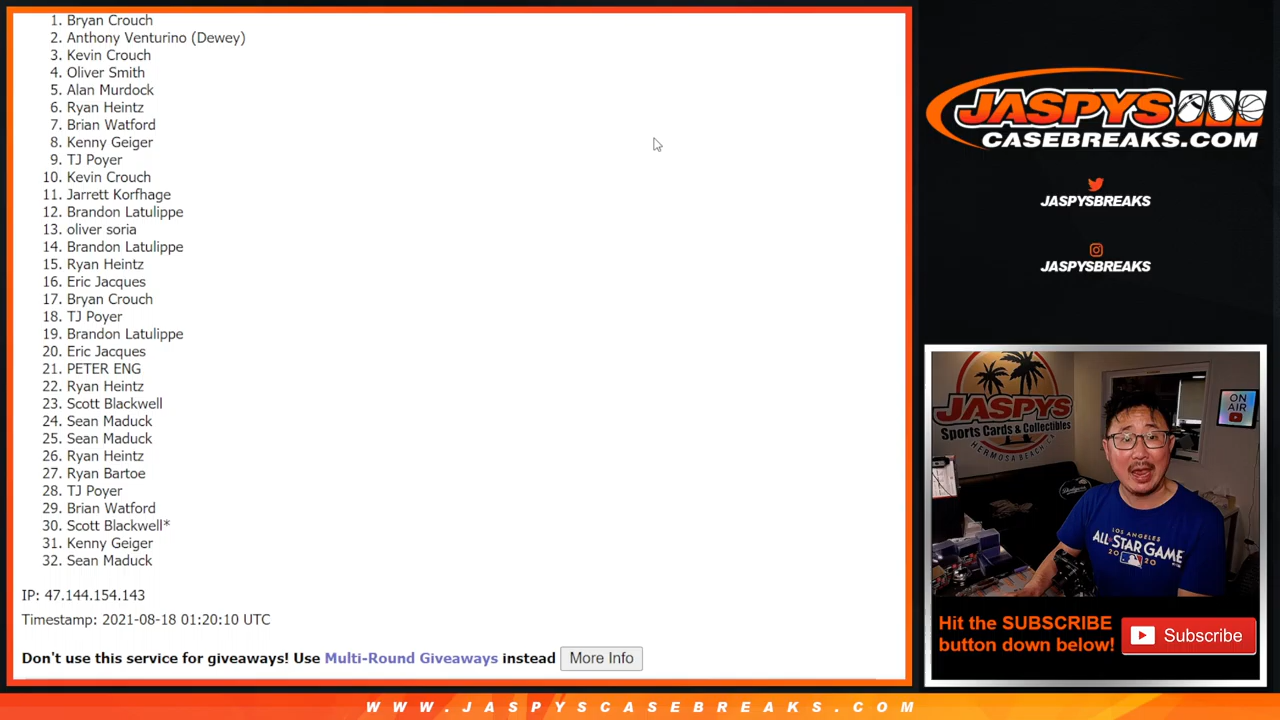 1. Bryan Crouch
2. Anthony Venturino (Dewey)
3. Kevin Crouch
4. Oliver Smith
5. Alan Murdock
6. Ryan Heintz
7. Brian Watford
8. Kenny Geiger
9. TJ Poyer
10. Kevin Crouch
11. Jarrett Korfhage
12. Brandon Latulippe
13. oliver soria
14. Brandon Latulippe
15. Ryan Heintz
16. Eric Jacques
17. Bryan Crouch
18. TJ Poyer
19. Brandon Latulippe
20. Eric Jacques
21. PETER ENG
22. Ryan Heintz
23. Scott Blackwell
24. Sean Maduck
25. Sean Maduck
26. Ryan Heintz
27. Ryan Bartoe
28. TJ Poyer
29. Brian Watford
30. Scott Blackwell*
31. Kenny Geiger
32. Sean Maduck
IP: 47.144.154.143
Timestamp: 2021-08-18 01:20:10 UTC
Don't use this service for giveaways! Use Multi-Round Giveaways instead More Info
JASPYS
CASEBREAKS.COM
JASPYSBREAKS
JASPYSBREAKS
JASPYS
Sports Cards & Collectibles
HERMOSA BEACH, CA
ON
AIR
Dodgers
LOS ANGELES
ALL STAR GAME
2020
Hit the SUBSCRIBE
button down below!
Subscribe
WWW.JASPYSCASEBREAKS.COM